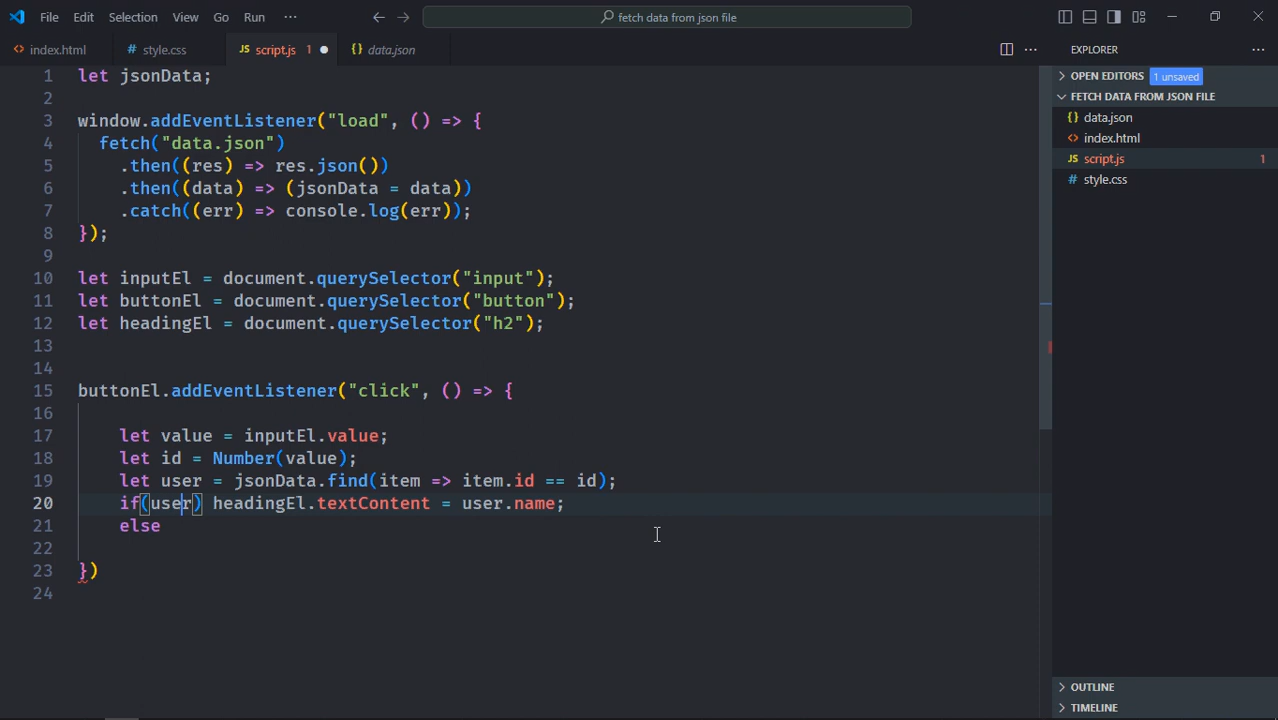 File Edit Selection View Go Run ⋯ ← → fetch data from json file
<> index.html # style.css JS script.js 1 ● {} data.json ⋯ EXPLORER ⋯
OPEN EDITORS 1 unsaved
FETCH DATA FROM JSON FILE
{} data.json
<> index.html
JS script.js 1
# style.css
1 let jsonData;
2
3 window.addEventListener("load", () => {
4 fetch("data.json")
5 .then((res) => res.json())
6 .then((data) => (jsonData = data))
7 .catch((err) => console.log(err));
8 });
9
10 let inputEl = document.querySelector("input");
11 let buttonEl = document.querySelector("button");
12 let headingEl = document.querySelector("h2");
13
14
15 buttonEl.addEventListener("click", () => {
16
17 let value = inputEl.value;
18 let id = Number(value);
19 let user = jsonData.find(item => item.id == id);
20 if(user) headingEl.textContent = user.name;
21 else
22
23 })
24
OUTLINE
TIMELINE